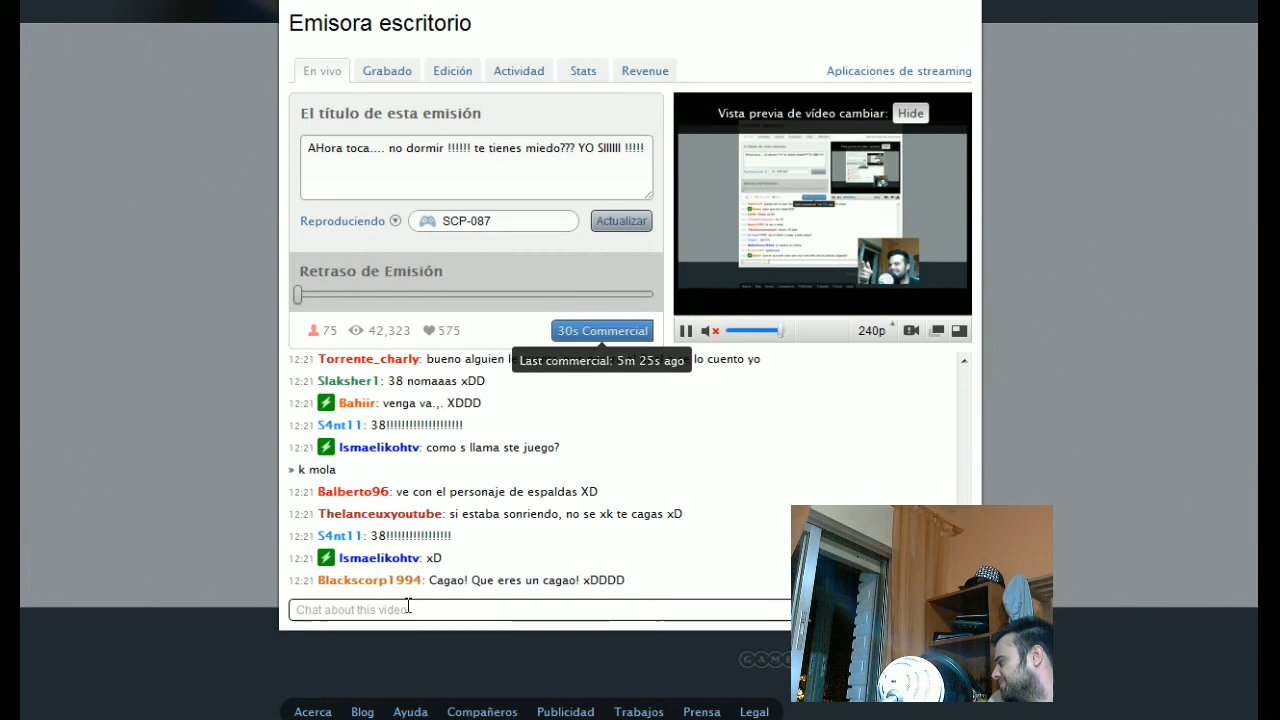 Emisora escritorio
En vivo Grabado Edición Actividad Stats Revenue Aplicaciones de streaming
El título de esta emisión
AHora toca.... no dormir !!!!!! te tienes miedo??? YO SIIIIII !!!!!
Reproduciendo SCP-087 Actualizar
Retraso de Emisión
75 42,323 575 30s Commercial
Last commercial: 5m 25s ago
Vista previa de vídeo cambiar: Hide
240p
Torrente_charly: bueno alguien lo cuento yo
12:21 Slaksher1: 38 nomaaas xDD
12:21 Bahiir: venga va.,. XDDD
12:21 S4nt11: 38!!!!!!!!!!!!!!!!!!!!
12:21 Ismaelikohtv: como s llama ste juego?
» k mola
12:21 Balberto96: ve con el personaje de espaldas XD
12:21 Thelanceuxyoutube: si estaba sonriendo, no se xk te cagas xD
12:21 S4nt11: 38!!!!!!!!!!!!!!!!!
12:21 Ismaelikohtv: xD
12:21 Blackscorp1994: Cagao! Que eres un cagao! xDDDD
Chat about this video
Acerca Blog Ayuda Compañeros Publicidad Trabajos Prensa Legal